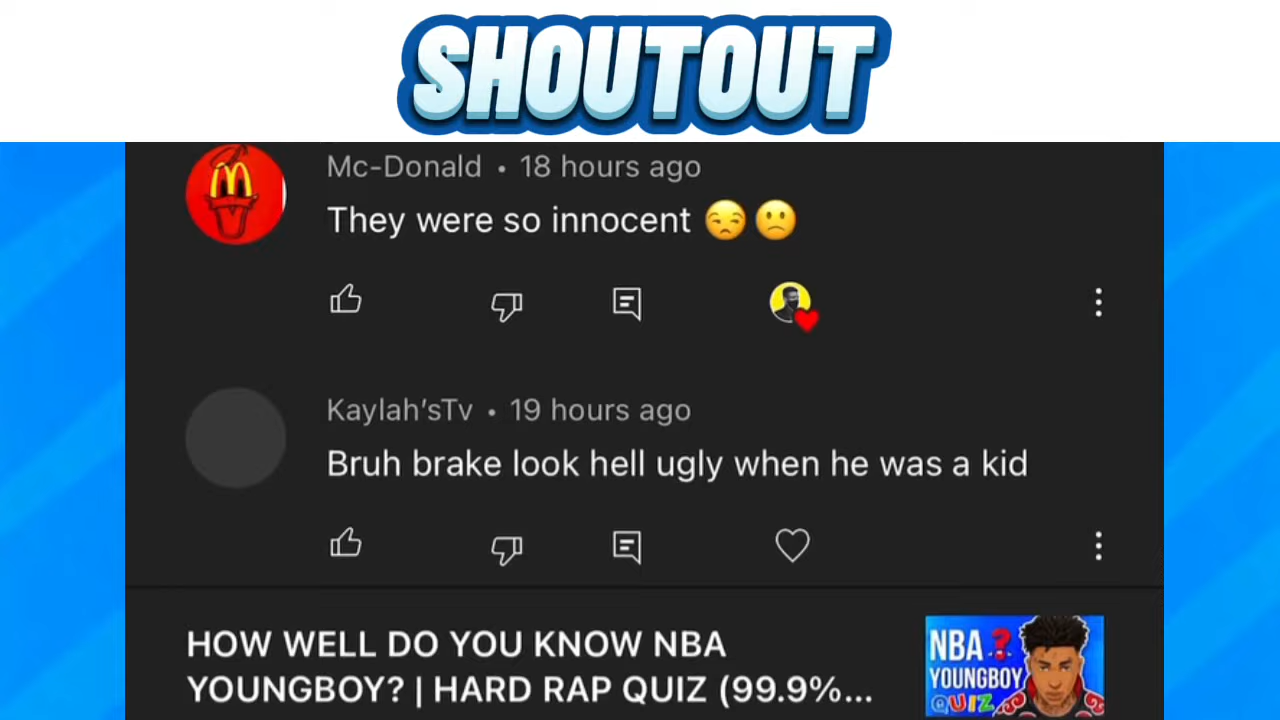 SHOUTOUT
M
Mc-Donald • 18 hours ago
They were so innocent 😒 🙁
Kaylah'sTv • 19 hours ago
Bruh brake look hell ugly when he was a kid
HOW WELL DO YOU KNOW NBA
YOUNGBOY? | HARD RAP QUIZ (99.9%...
NBA ?
YOUNGBOY
QUIZ